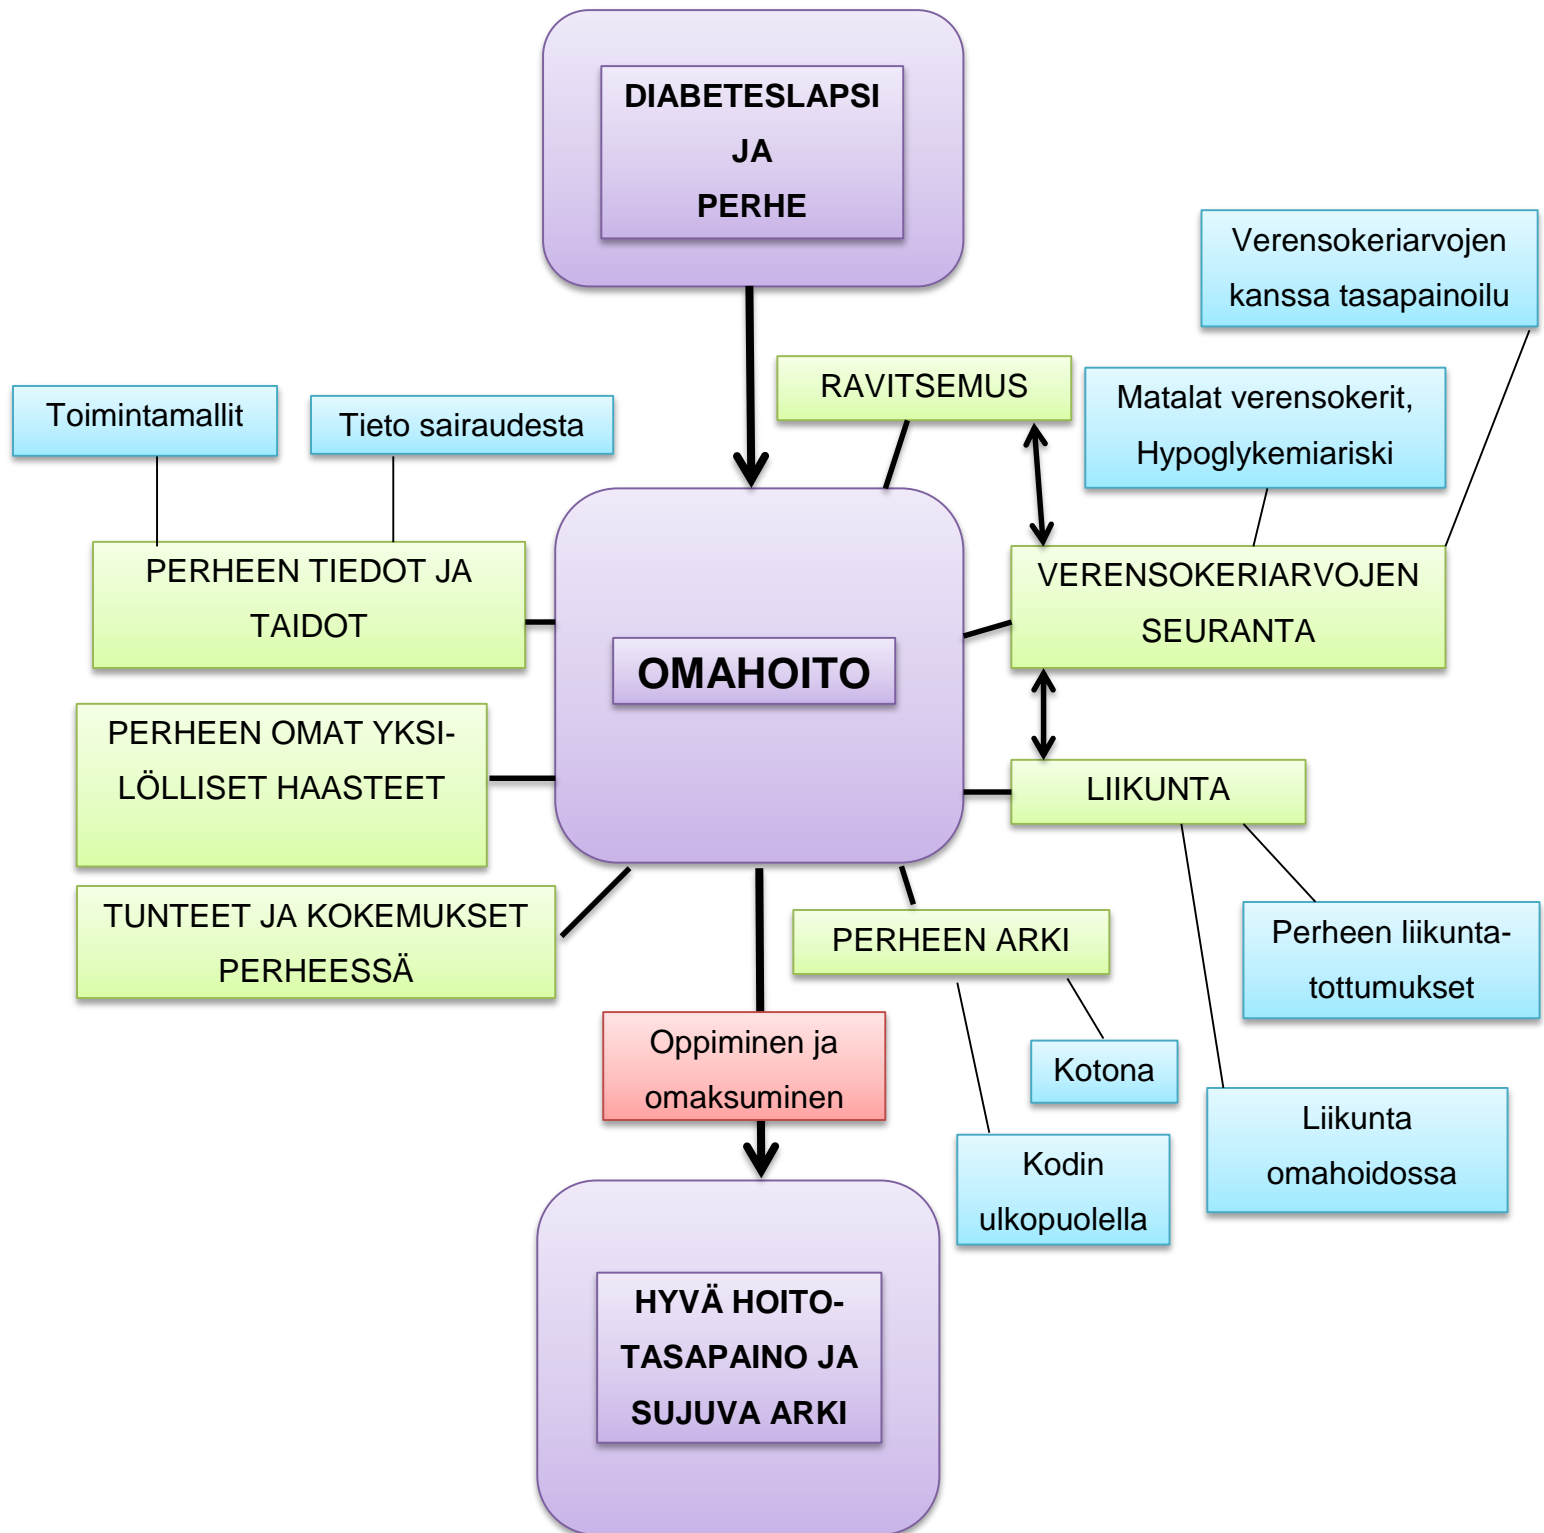 DIABETESLAPSI
JA
PERHE
Verensokeriarvojen
kanssa tasapainoilu
RAVITSEMUS
Matalat verensokerit,
Hypoglykemiariski
Toimintamallit
Tieto sairaudesta
PERHEEN TIEDOT JA
TAIDOT
VERENSOKERIARVOJEN
SEURANTA
OMAHOITO
PERHEEN OMAT YKSI-
LÖLLISET HAASTEET
LIIKUNTA
TUNTEET JA KOKEMUKSET
PERHEESSÄ
PERHEEN ARKI
Perheen liikunta-
tottumukset
Oppiminen ja
omaksuminen
Kotona
Liikunta
omahoidossa
Kodin
ulkopuolella
HYVÄ HOITO-
TASAPAINO JA
SUJUVA ARKI